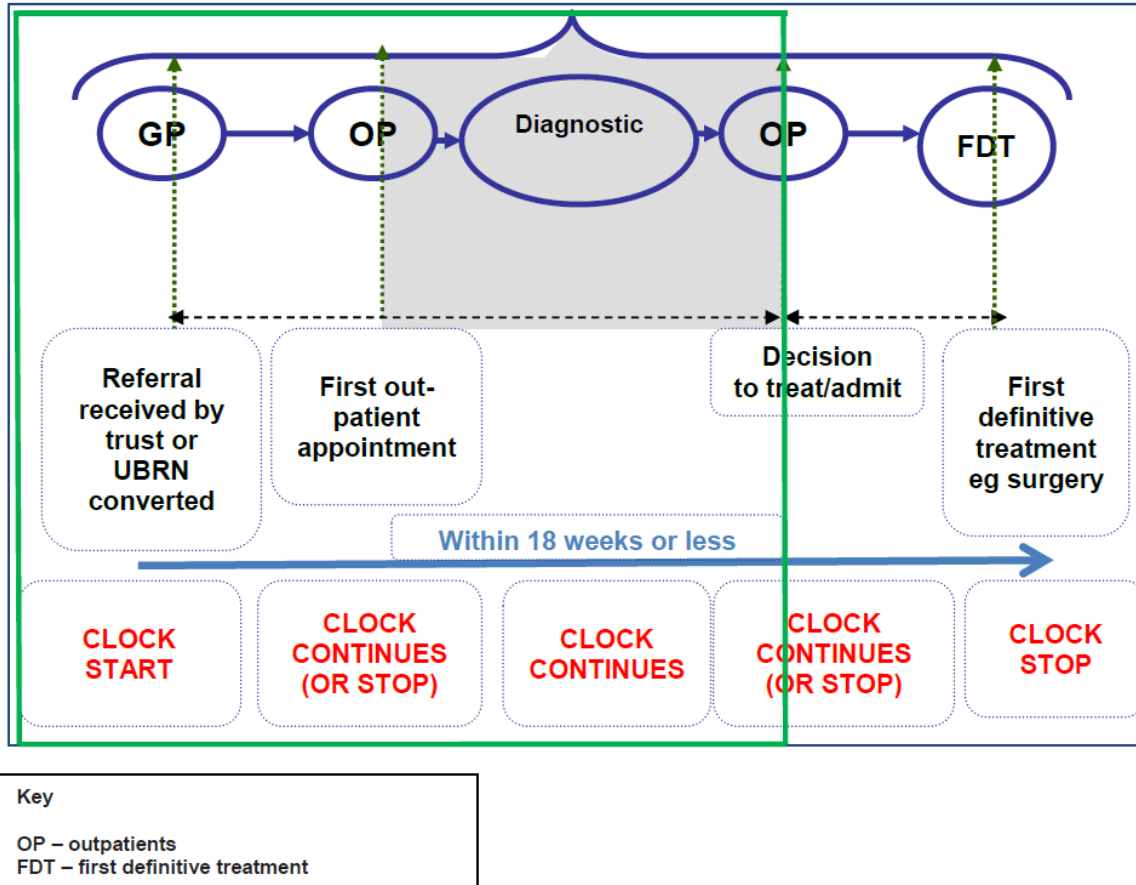 GP
OP
Diagnostic
OP
FDT
Referral
received by
trust or
UBRN
converted
First out-
patient
appointment
Decision
to treat/admit
First
definitive
treatment
eg surgery
Within 18 weeks or less
CLOCK
START
CLOCK
CONTINUES
(OR STOP)
CLOCK
CONTINUES
CLOCK
CONTINUES
(OR STOP)
CLOCK
STOP
Key
OP – outpatients
FDT – first definitive treatment